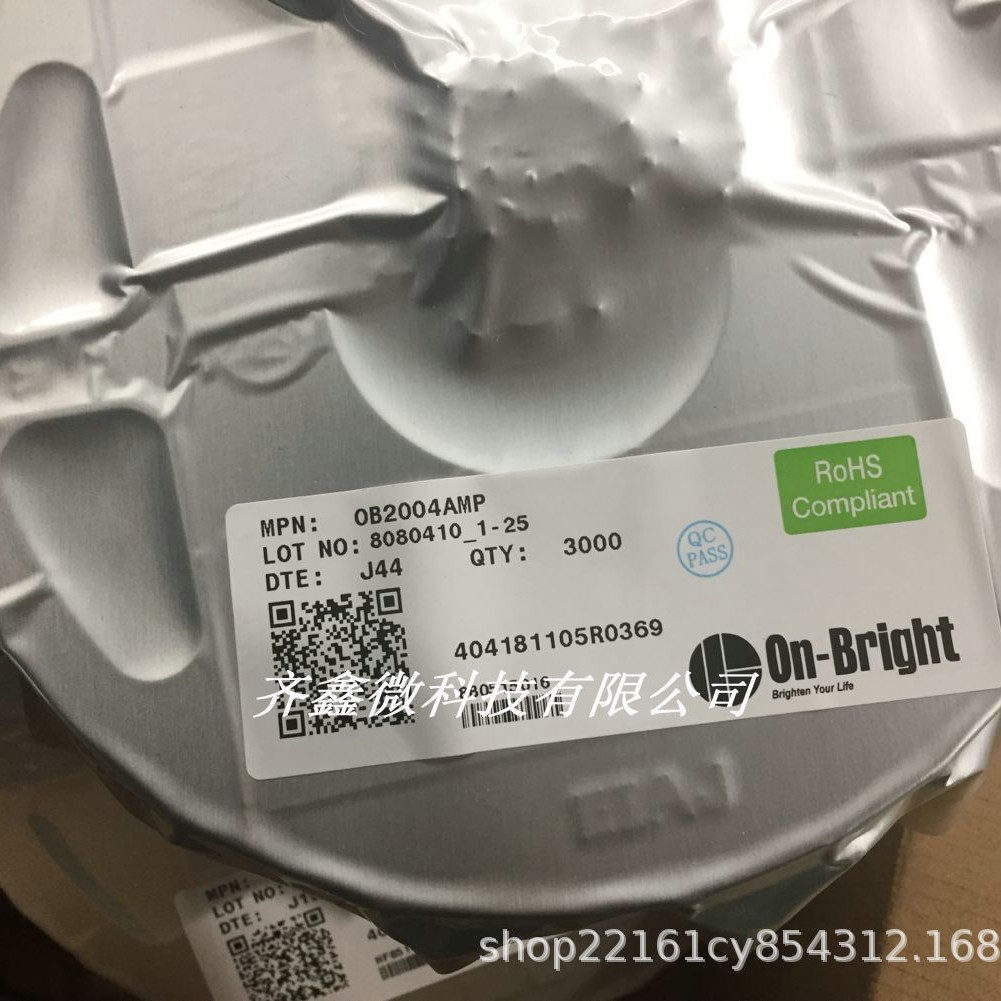 MPN: OB2004AMP
LOT NO: 8080410_1-25
DTE: J44 QTY: 3000
QC
PASS
RoHS
Compliant
404181105R0369
On-Bright
Brighten Your Life
齐鑫微科技有限公司
MPN:
LOT NO:
DTE:
shop22161cy854312.168